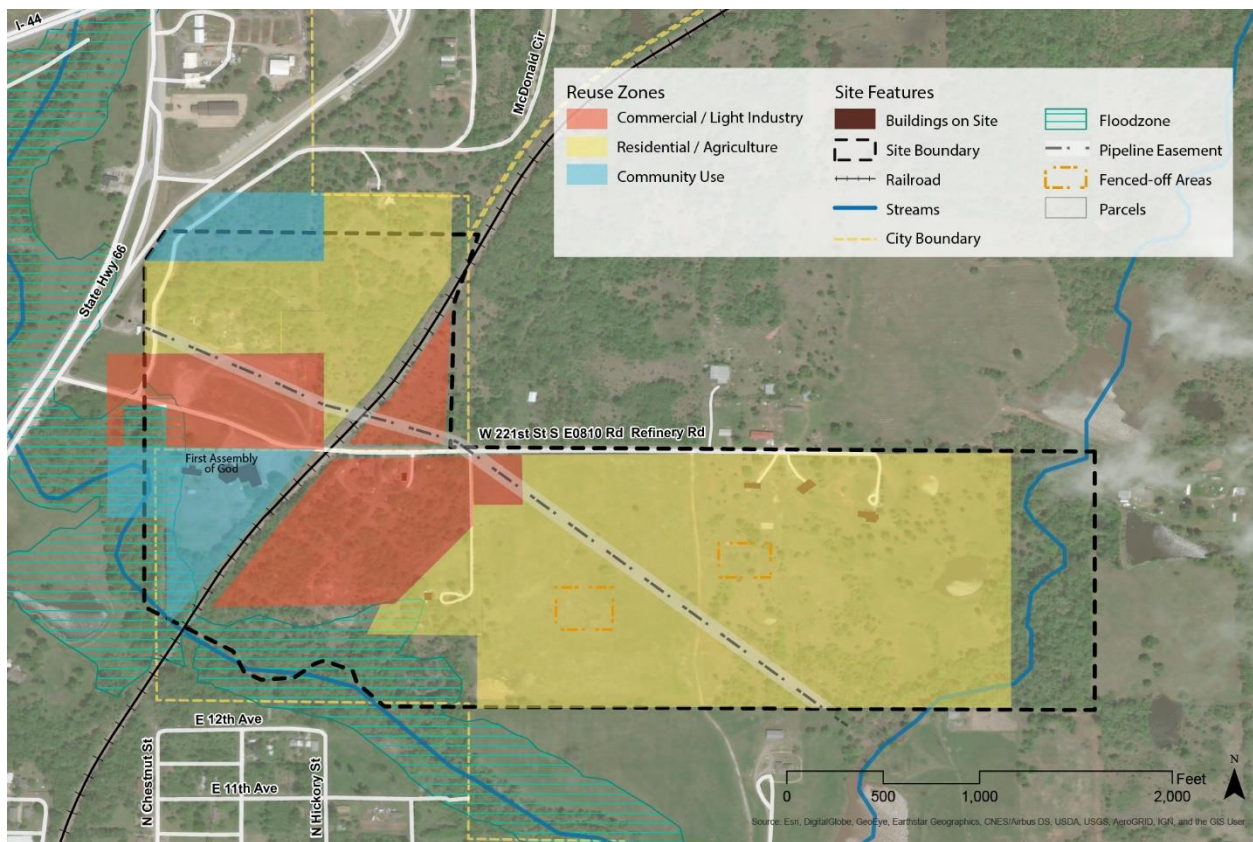 I- 44
State Hwy 66
McDonald Cir
Reuse Zones
Commercial / Light Industry
Residential / Agriculture
Community Use
Site Features
Buildings on Site
Site Boundary
Railroad
Streams
City Boundary
Floodzone
Pipeline Easement
Fenced-off Areas
Parcels
W 221st St S E0810 Rd Refinery Rd
First Assembly
of God
E 12th Ave
E 11th Ave
N Chestnut St
N Hickory St
N
Feet
0 500 1,000 2,000
Source: Esri, DigitalGlobe, GeoEye, Earthstar Geographics, CNES/Airbus DS, USDA, USGS, AeroGRID, IGN, and the GIS User